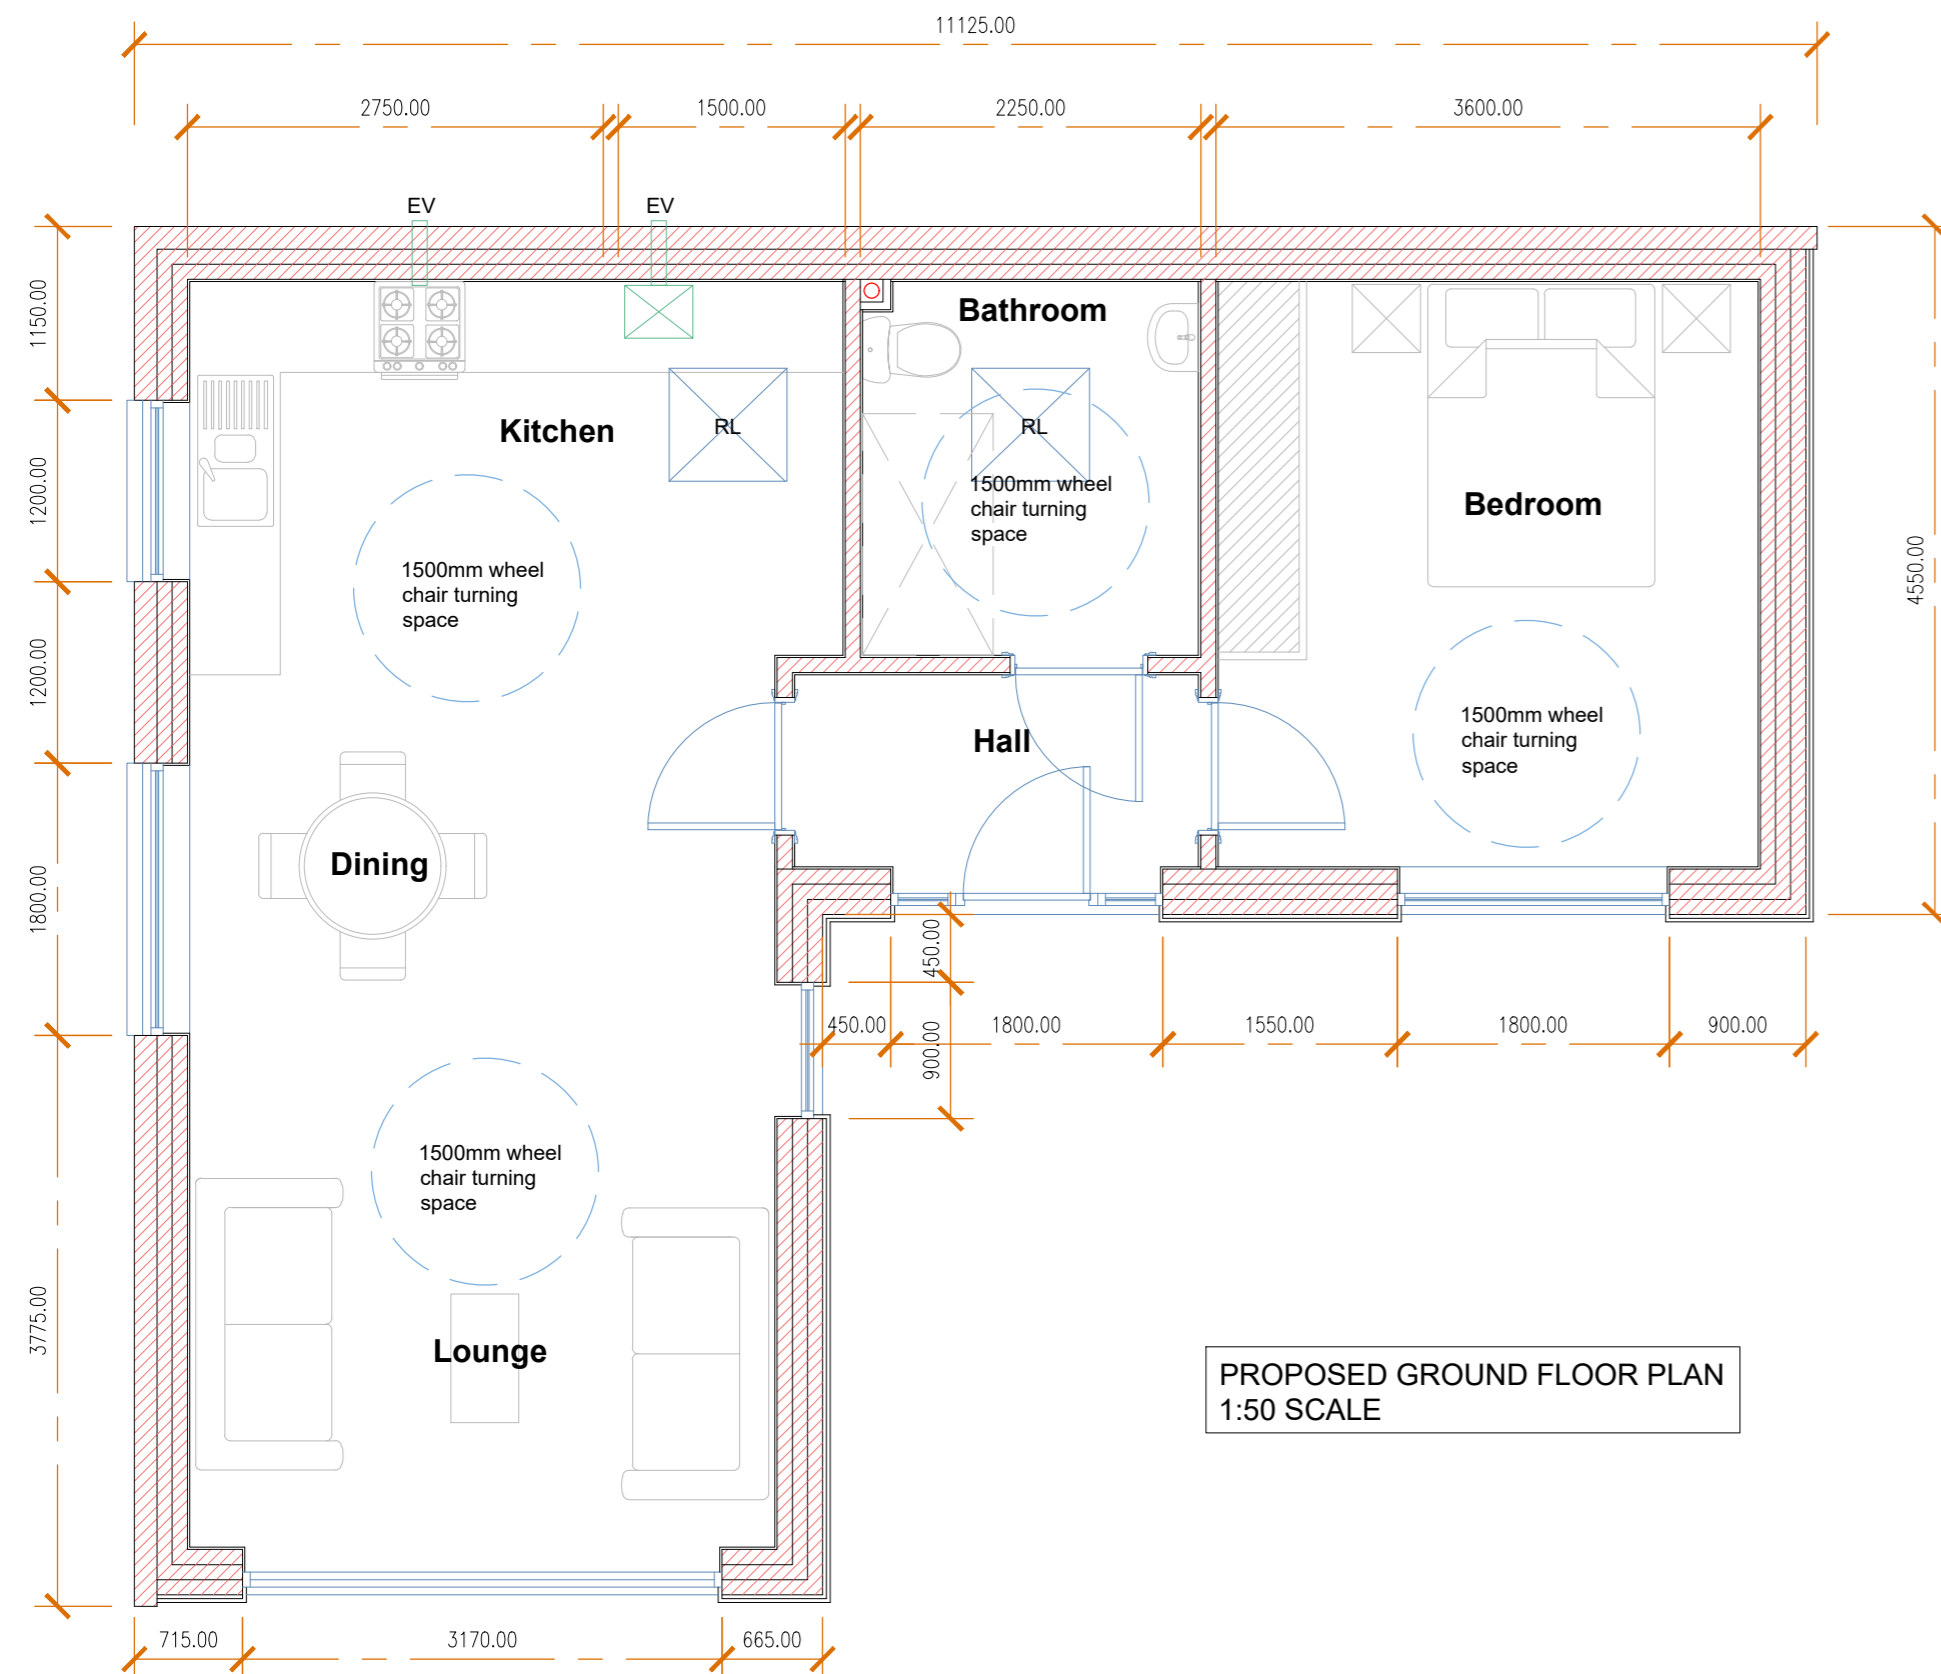 11125.00
2750.00
1500.00
2250.00
3600.00
EV
EV
1150.00
1200.00
1200.00
1800.00
3775.00
4550.00
Bathroom
Kitchen
RL
RL
1500mm wheel
chair turning
space
Bedroom
1500mm wheel
chair turning
space
1500mm wheel
chair turning
space
Hall
Dining
450.00
900.00
450.00
1800.00
1550.00
1800.00
900.00
1500mm wheel
chair turning
space
Lounge
PROPOSED GROUND FLOOR PLAN
1:50 SCALE
715.00
3170.00
665.00